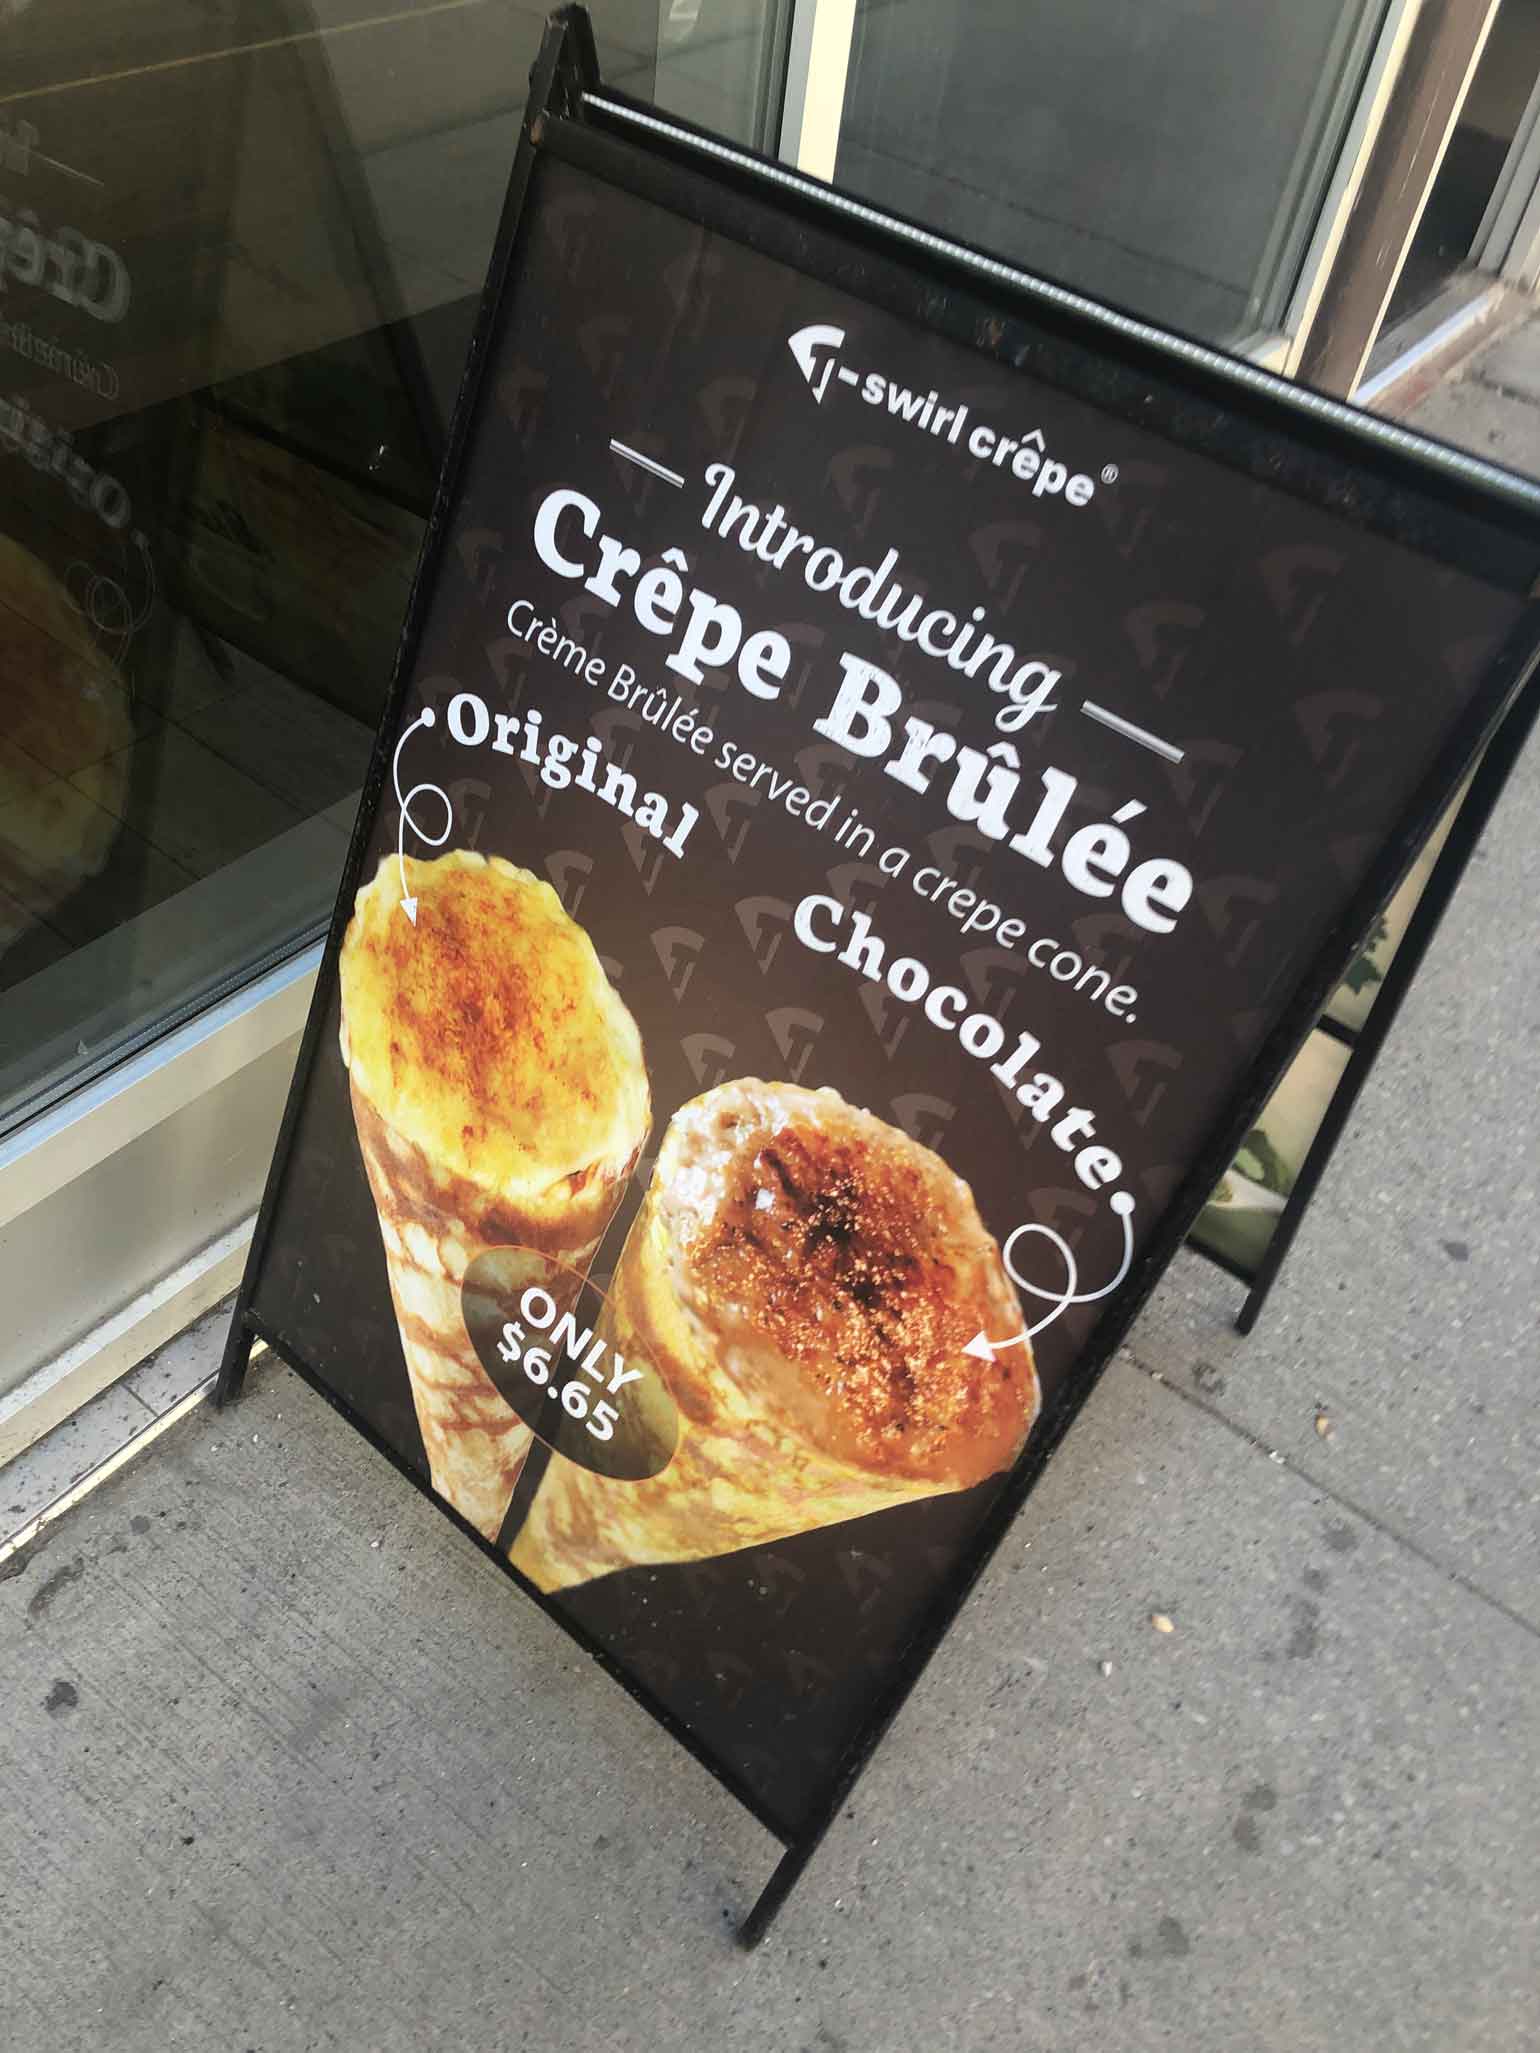 T-swirl crêpe®
Introducing
Crêpe Brûlée
Crème Brûlée served in a crepe cone.
Original
Chocolate
ONLY
$6.65